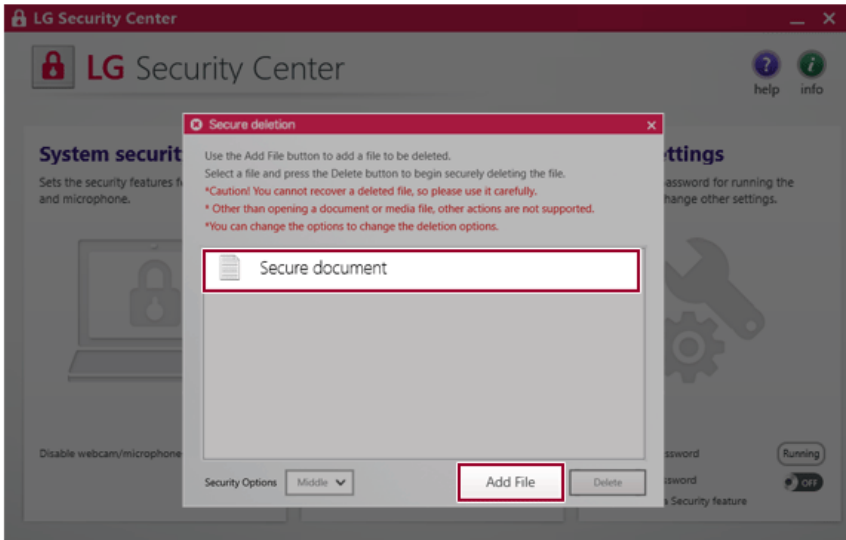 LG Security Center
LG Security Center
help
info
Secure deletion
System securit
Sets the security features f
and microphone.
Use the Add File button to add a file to be deleted.
Select a file and press the Delete button to begin securely deleting the file.
*Caution! You cannot recover a deleted file, so please use it carefully.
* Other than opening a document or media file, other actions are not supported.
*You can change the options to change the deletion options.
ttings
assword for running the
hange other settings.
Secure document
Disable webcam/microphone
Security Options
Middle
Add File
Delete
ssword
Running
sword
OFF
Security feature